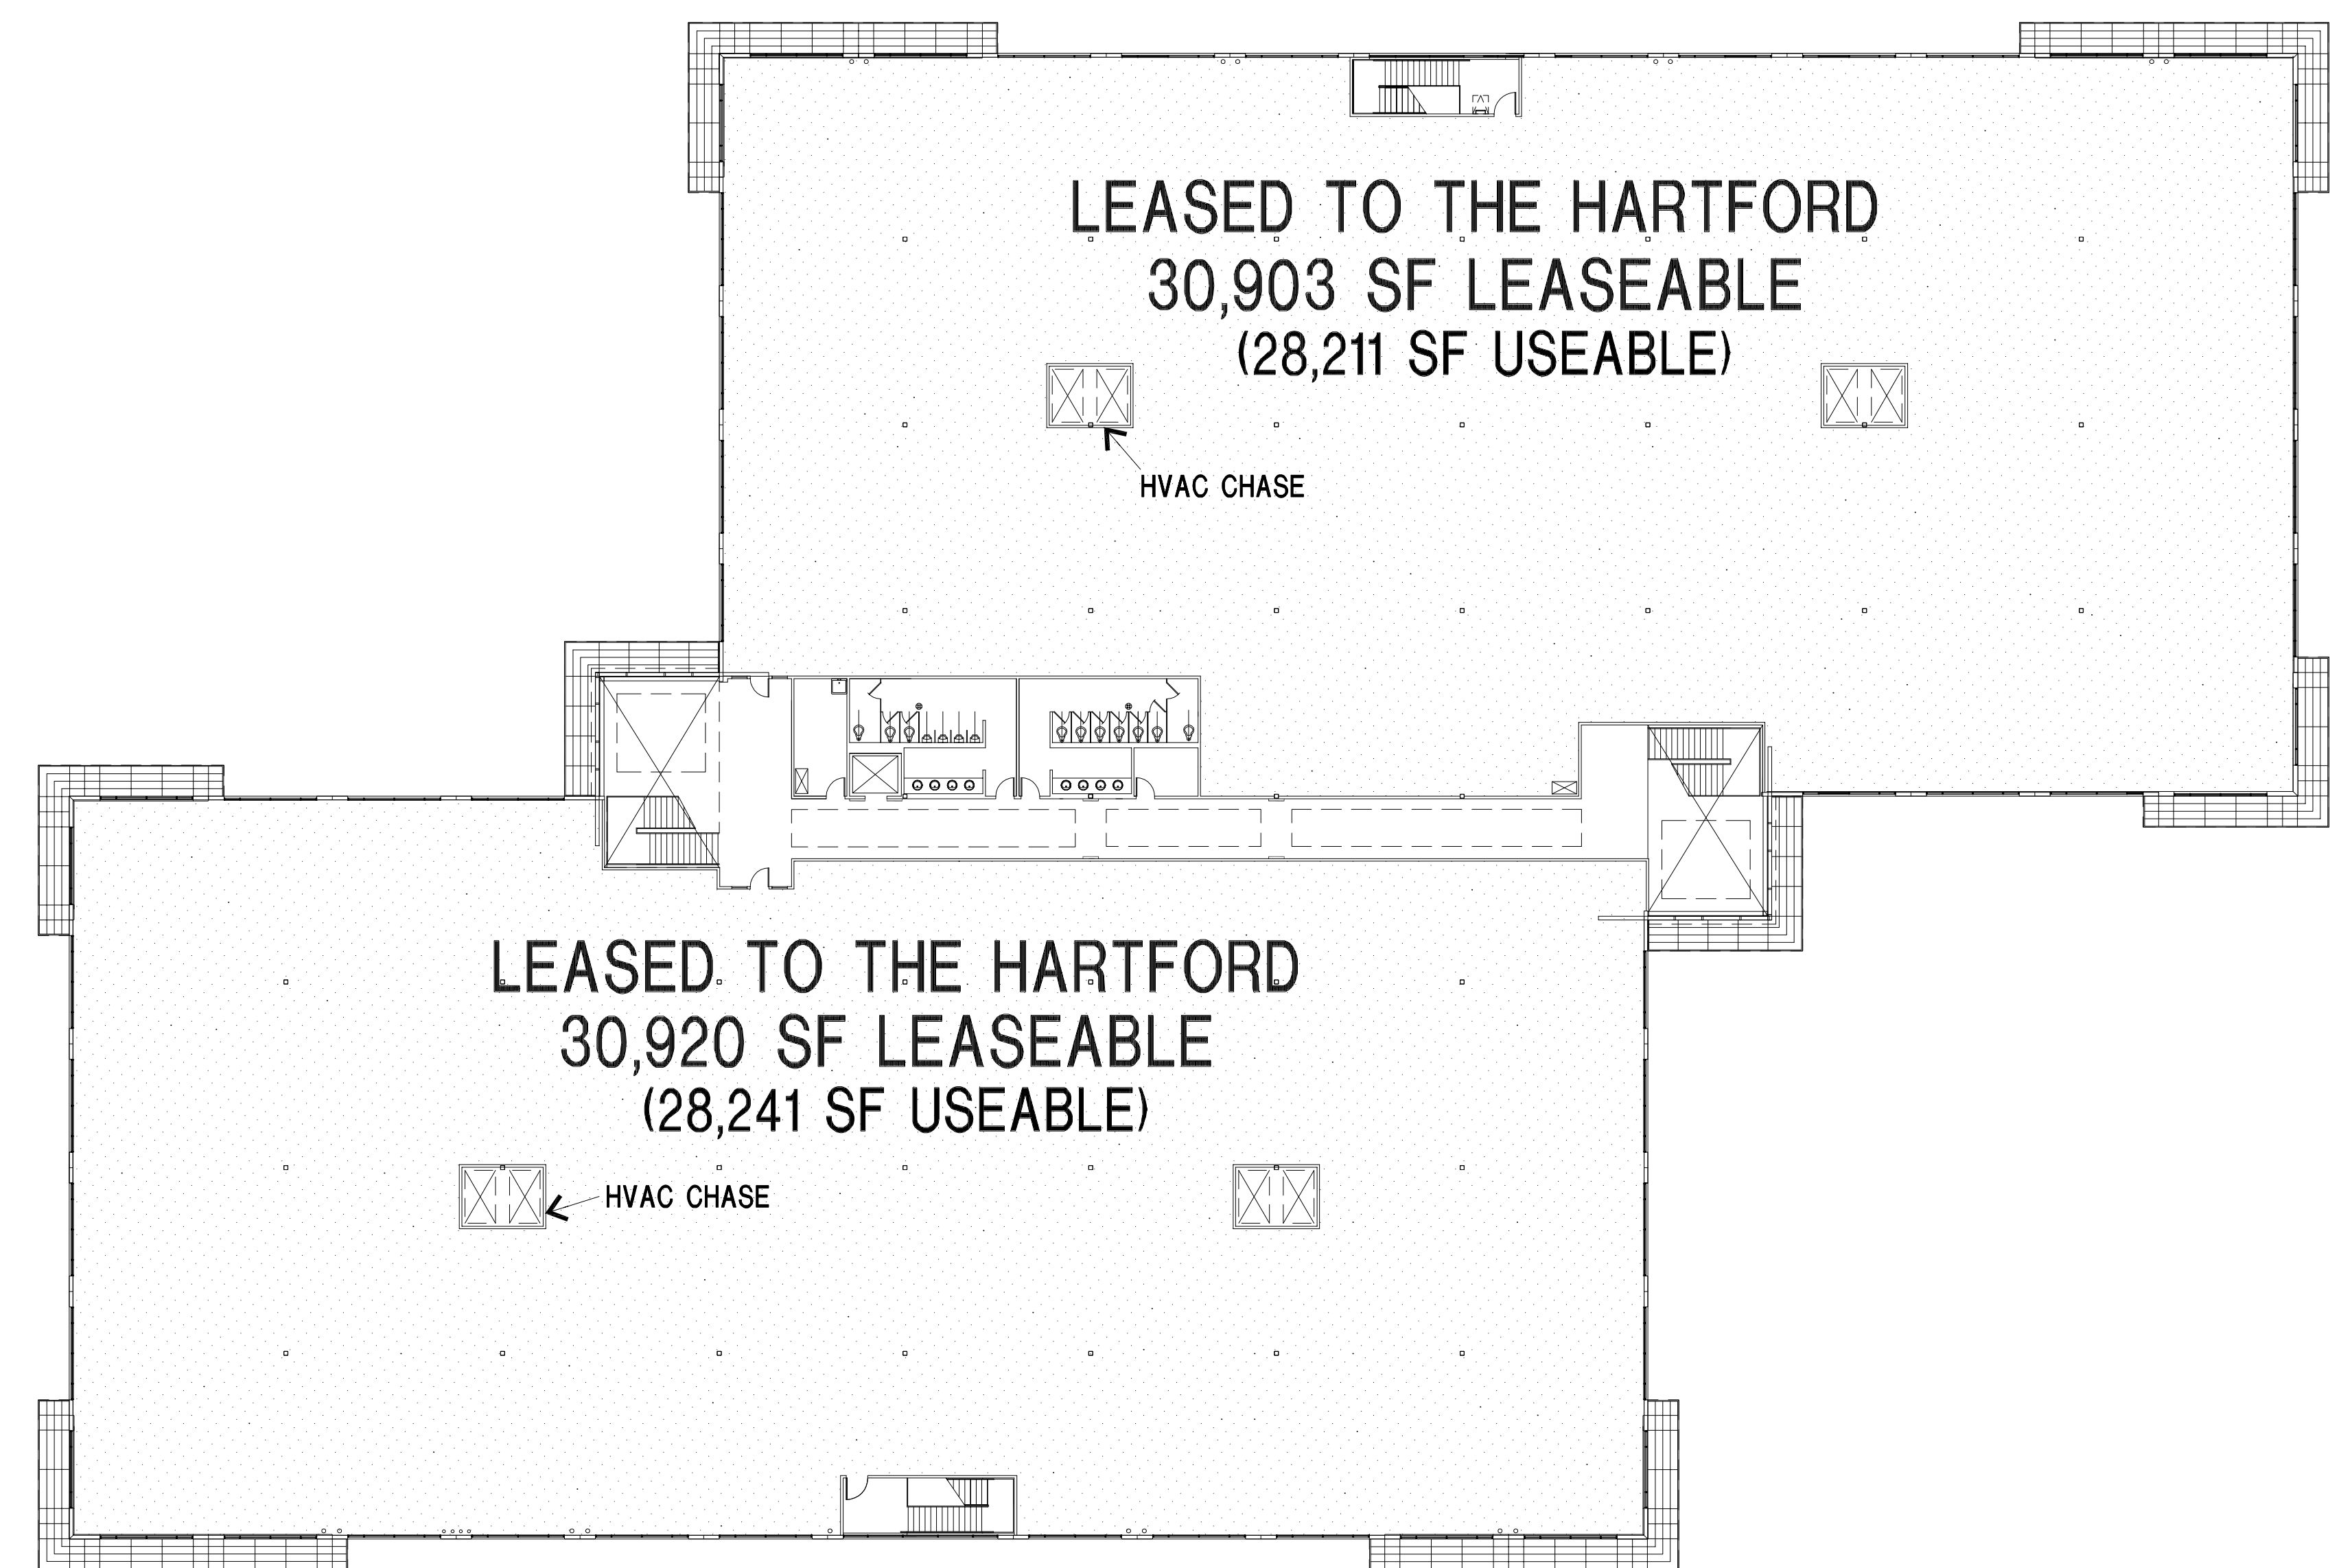 LEASED TO THE HARTFORD
30,903 SF LEASEABLE
(28,211 SF USEABLE)
HVAC CHASE
LEASED TO THE HARTFORD
30,920 SF LEASEABLE
(28,241 SF USEABLE)
HVAC CHASE